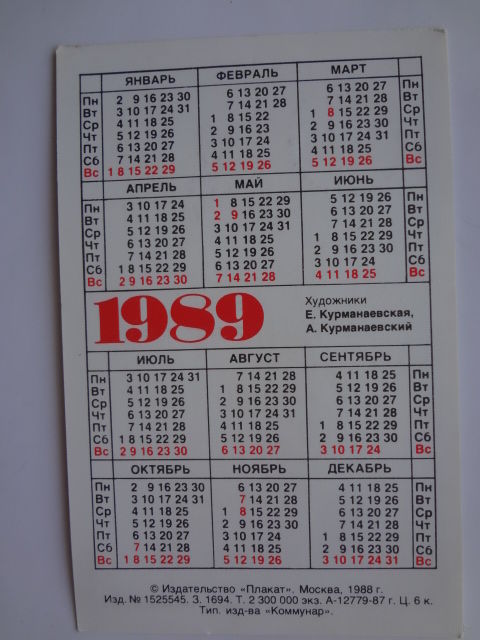 ЯНВАРЬ ФЕВРАЛЬ МАРТ
Пн 2 9 16 23 30 6 13 20 27 6 13 20 27 Пн
Вт 3 10 17 24 31 7 14 21 28 7 14 21 28 Вт
Ср 4 11 18 25 1 8 15 22 1 8 15 22 29 Ср
Чт 5 12 19 26 2 9 16 23 2 9 16 23 30 Чт
Пт 6 13 20 27 3 10 17 24 3 10 17 24 31 Пт
Сб 7 14 21 28 4 11 18 25 4 11 18 25 Сб
Вс 1 8 15 22 29 5 12 19 26 5 12 19 26 Вс
АПРЕЛЬ МАЙ ИЮНЬ
Пн 3 10 17 24 1 8 15 22 29 5 12 19 26 Пн
Вт 4 11 18 25 2 9 16 23 30 6 13 20 27 Вт
Ср 5 12 19 26 3 10 17 24 31 7 14 21 28 Ср
Чт 6 13 20 27 4 11 18 25 1 8 15 22 29 Чт
Пт 7 14 21 28 5 12 19 26 2 9 16 23 30 Пт
Сб 1 8 15 22 29 6 13 20 27 3 10 17 24 Сб
Вс 2 9 16 23 30 7 14 21 28 4 11 18 25 Вс
1989
Художники
Е. Курманаевская,
А. Курманаевский
ИЮЛЬ АВГУСТ СЕНТЯБРЬ
Пн 3 10 17 24 31 7 14 21 28 4 11 18 25 Пн
Вт 4 11 18 25 1 8 15 22 29 5 12 19 26 Вт
Ср 5 12 19 26 2 9 16 23 30 6 13 20 27 Ср
Чт 6 13 20 27 3 10 17 24 31 7 14 21 28 Чт
Пт 7 14 21 28 4 11 18 25 1 8 15 22 29 Пт
Сб 1 8 15 22 29 5 12 19 26 2 9 16 23 30 Сб
Вс 2 9 16 23 30 6 13 20 27 3 10 17 24 Вс
ОКТЯБРЬ НОЯБРЬ ДЕКАБРЬ
Пн 2 9 16 23 30 6 13 20 27 4 11 18 25 Пн
Вт 3 10 17 24 31 7 14 21 28 5 12 19 26 Вт
Ср 4 11 18 25 1 8 15 22 29 6 13 20 27 Ср
Чт 5 12 19 26 2 9 16 23 30 7 14 21 28 Чт
Пт 6 13 20 27 3 10 17 24 1 8 15 22 29 Пт
Сб 7 14 21 28 4 11 18 25 2 9 16 23 30 Сб
Вс 1 8 15 22 29 5 12 19 26 3 10 17 24 31 Вс
© Издательство «Плакат». Москва, 1988 г.
Изд. № 1525545. З. 1694. Т. 2 300 000 экз. А-12779-87 г. Ц. 6 к.
Тип. изд-ва «Коммунар».